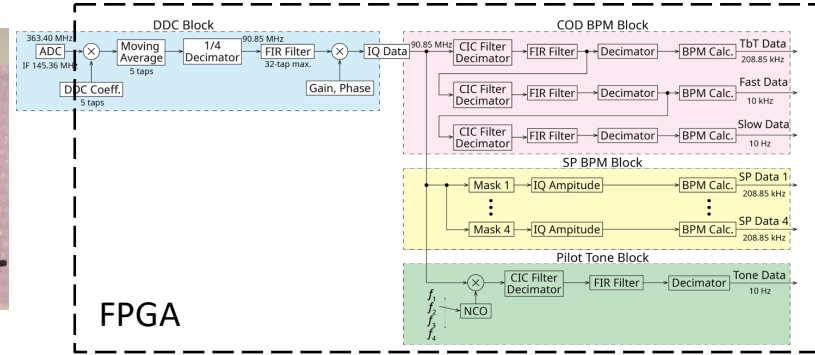 DDC Block
363.40 MHz
ADC
IF 145.36 MHz
Moving
Average
5 taps
1/4
Decimator
90.85 MHz
FIR Filter
32-tap max.
IQ Data
DDC Coeff.
5 taps
Gain, Phase
COD BPM Block
90.85 MHz
CIC Filter
Decimator
FIR Filter
Decimator
BPM Calc.
TbT Data
208.85 kHz
CIC Filter
Decimator
FIR Filter
Decimator
BPM Calc.
Fast Data
10 kHz
CIC Filter
Decimator
FIR Filter
Decimator
BPM Calc.
Slow Data
10 Hz
SP BPM Block
Mask 1
IQ Ampitude
BPM Calc.
SP Data 1
208.85 kHz
Mask 4
IQ Ampitude
BPM Calc.
SP Data 4
208.85 kHz
Pilot Tone Block
CIC Filter
Decimator
FIR Filter
Decimator
Tone Data
10 Hz
f1
f2
f3
f4
NCO
FPGA